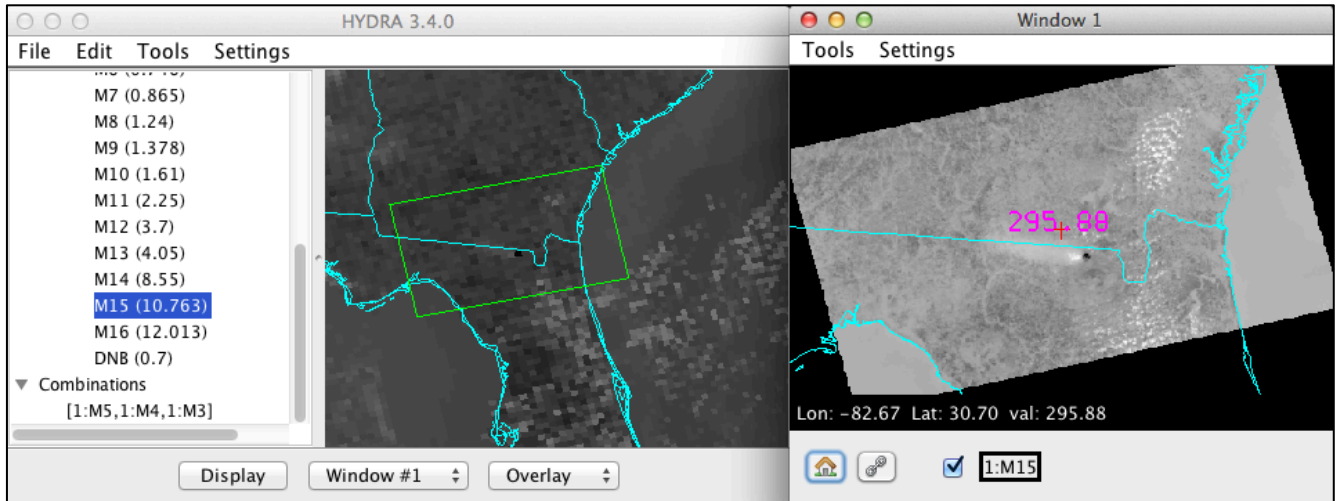 HYDRA 3.4.0
File Edit Tools Settings
M7 (0.865)
M8 (1.24)
M9 (1.378)
M10 (1.61)
M11 (2.25)
M12 (3.7)
M13 (4.05)
M14 (8.55)
M15 (10.763)
M16 (12.013)
DNB (0.7)
Combinations
[1:M5,1:M4,1:M3]
Display Window #1 Overlay
Window 1
Tools Settings
295.88
Lon: -82.67 Lat: 30.70 val: 295.88
1:M15